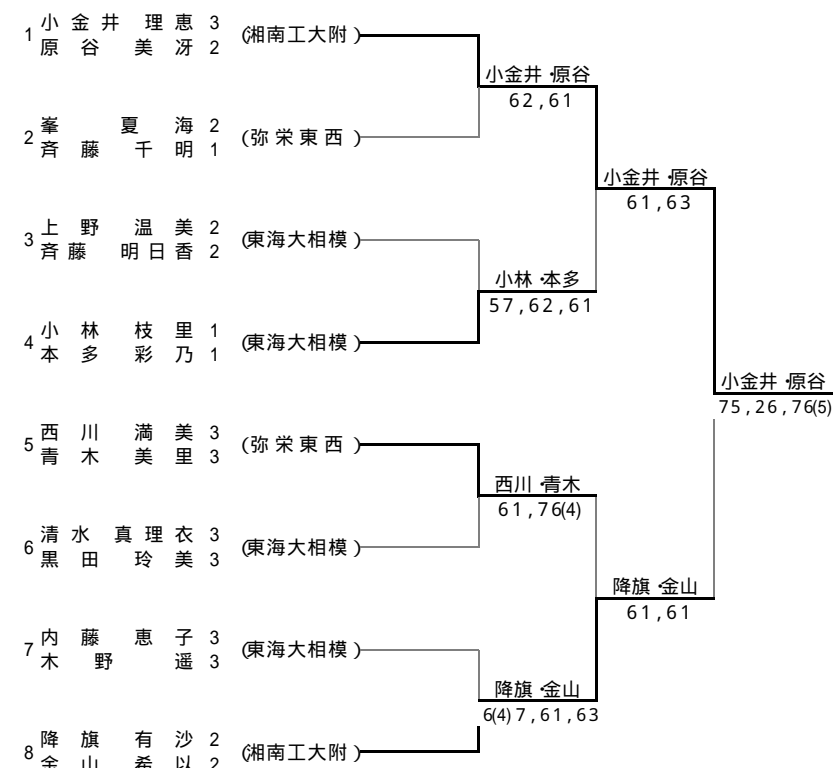 1 小金井 理恵 3 (湘南工大附)
原谷 美冴 2
小金井・原谷
62,61
2 峯 夏海 2 (弥栄東西)
斉藤 千明 1
小金井・原谷
61,63
3 上野 温美 2 (東海大相模)
斉藤 明日香 2
小林・本多
57,62,61
4 小林 枝里 1 (東海大相模)
本多 彩乃 1
小金井・原谷
75,26,76(5)
5 西川 満美 3 (弥栄東西)
青木 美里 3
西川・青木
61,76(4)
6 清水 真理衣 3 (東海大相模)
黒田 玲美 3
降旗・金山
61,61
7 内藤 恵子 3 (東海大相模)
木野 遥 3
降旗・金山
6(4)7,61,63
8 降旗 有沙 2 (湘南工大附)
金山 希以 2